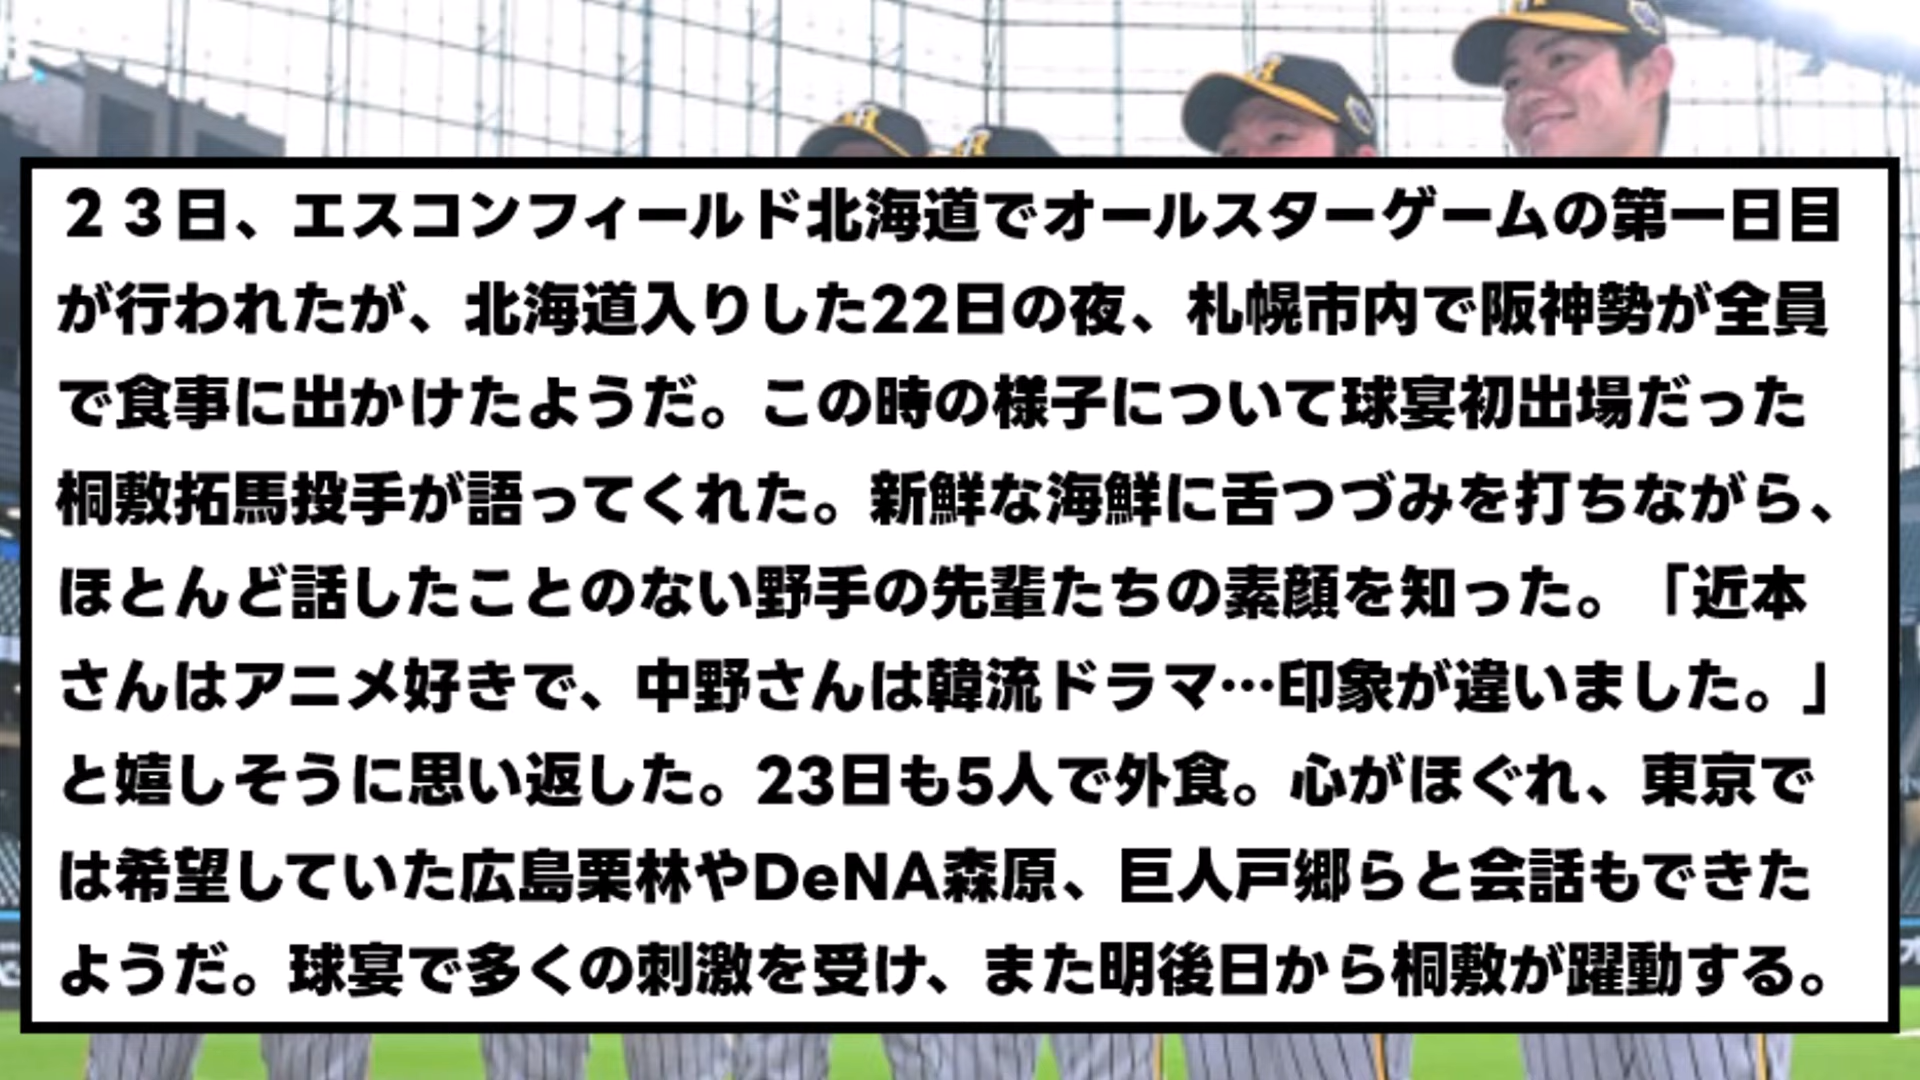 ２３日、エスコンフィールド北海道でオールスターゲームの第一日目
が行われたが、北海道入りした22日の夜、札幌市内で阪神勢が全員
で食事に出かけたようだ。この時の様子について球宴初出場だった
桐敷拓馬投手が語ってくれた。新鮮な海鮮に舌つづみを打ちながら、
ほとんど話したことのない野手の先輩たちの素顔を知った。「近本
さんはアニメ好きで、中野さんは韓流ドラマ…印象が違いました。」
と嬉しそうに思い返した。23日も5人で外食。心がほぐれ、東京で
は希望していた広島栗林やDeNA森原、巨人戸郷らと会話もできた
ようだ。球宴で多くの刺激を受け、また明後日から桐敷が躍動する。